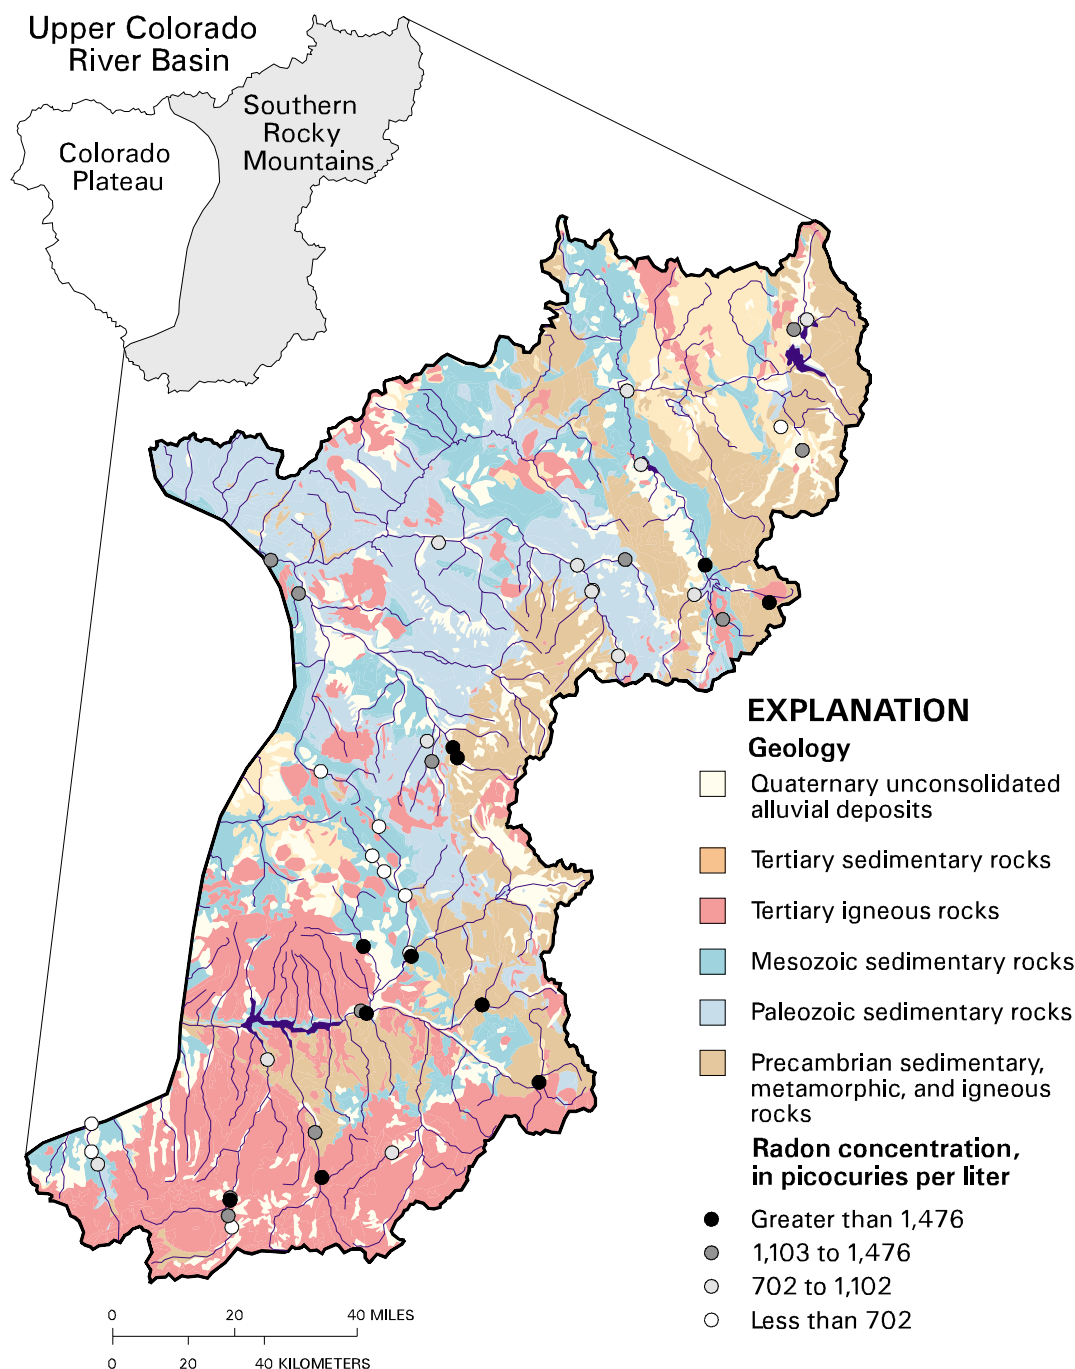 Upper Colorado
River Basin
Southern
Rocky
Mountains
Colorado
Plateau
EXPLANATION
Geology
Quaternary unconsolidated
alluvial deposits
Tertiary sedimentary rocks
Tertiary igneous rocks
Mesozoic sedimentary rocks
Paleozoic sedimentary rocks
Precambrian sedimentary,
metamorphic, and igneous
rocks
Radon concentration,
in picocuries per liter
Greater than 1,476
1,103 to 1,476
702 to 1,102
Less than 702
0 20 40 MILES
0 20 40 KILOMETERS